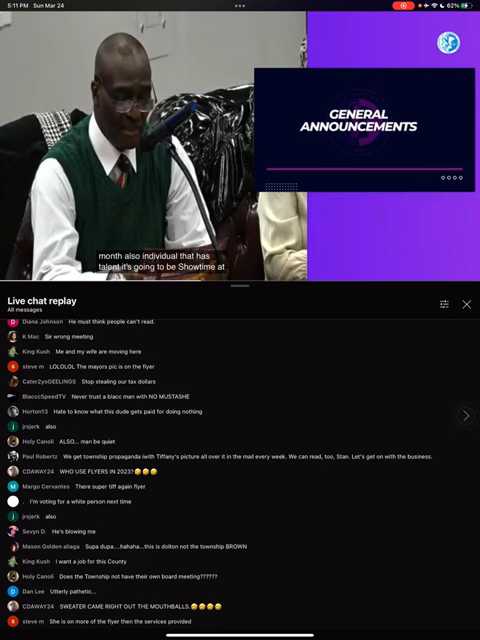 5:11 PM Sun Mar 24
62%
GENERAL
ANNOUNCEMENTS
month also individual that has
talent it's going to be Showtime at
Live chat replay
All messages
D Diana Johnson He must think people can't read.
K Mac Sir wrong meeting
King Kush Me and my wife are moving here
s steve m LOLOLOL The mayors pic is on the flyer
Cater2yoGEELINGS Stop stealing our tax dollars
BlacccSpeedTV Never trust a blacc man with NO MUSTASHE
Horton13 Hate to know what this dude gets paid for doing nothing
j jrsjerk also
Holy Canoli ALSO... man be quiet
Paul Robertz We get township propaganda iwith Tiffany's picture all over it in the mail every week. We can read, too, Stan. Let's get on with the business.
CDAWAY24 WHO USE FLYERS IN 2023?🤣🤣🤣
M Margo Cervantes There super tiff again flyer
. I'm voting for a white person next time
j jrsjerk also
Sevyn D. He's blowing me
Mason Golden aliaga Supa dupa....hahaha...this is dolton not the township BROWN
King Kush I want a job for this County
Holy Canoli Does the Township not have their own board meeting??????
D Dan Lee Utterly pathetic...
CDAWAY24 SWEATER CAME RIGHT OUT THE MOUTHBALLS.🤣🤣🤣🤣
s steve m She is on more of the flyer then the services provided